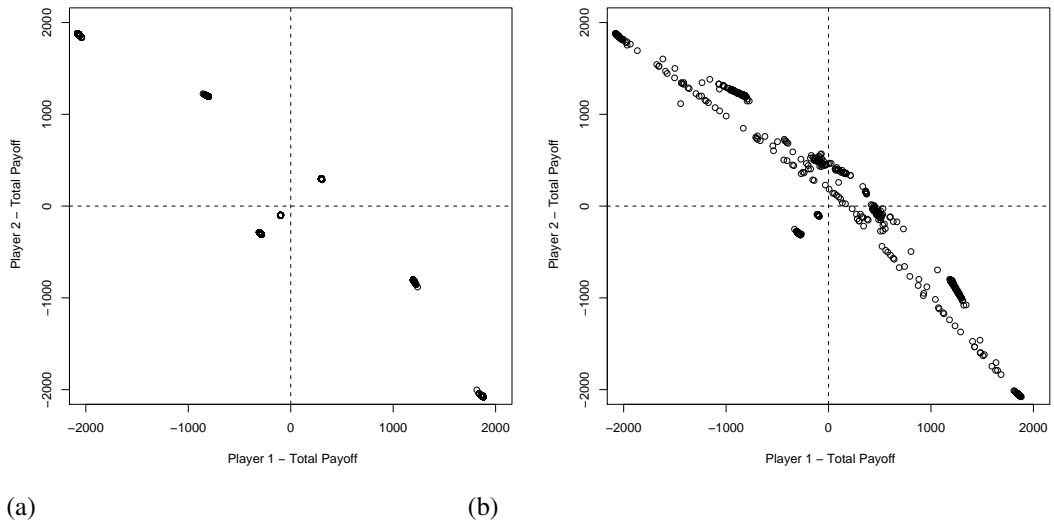 2000
1000
0
−1000
−2000
Player 2 − Total Payoff
−2000 −1000 0 1000 2000
Player 1 − Total Payoff
(a)
2000
1000
0
−1000
−2000
Player 2 − Total Payoff
−2000 −1000 0 1000 2000
Player 1 − Total Payoff
(b)